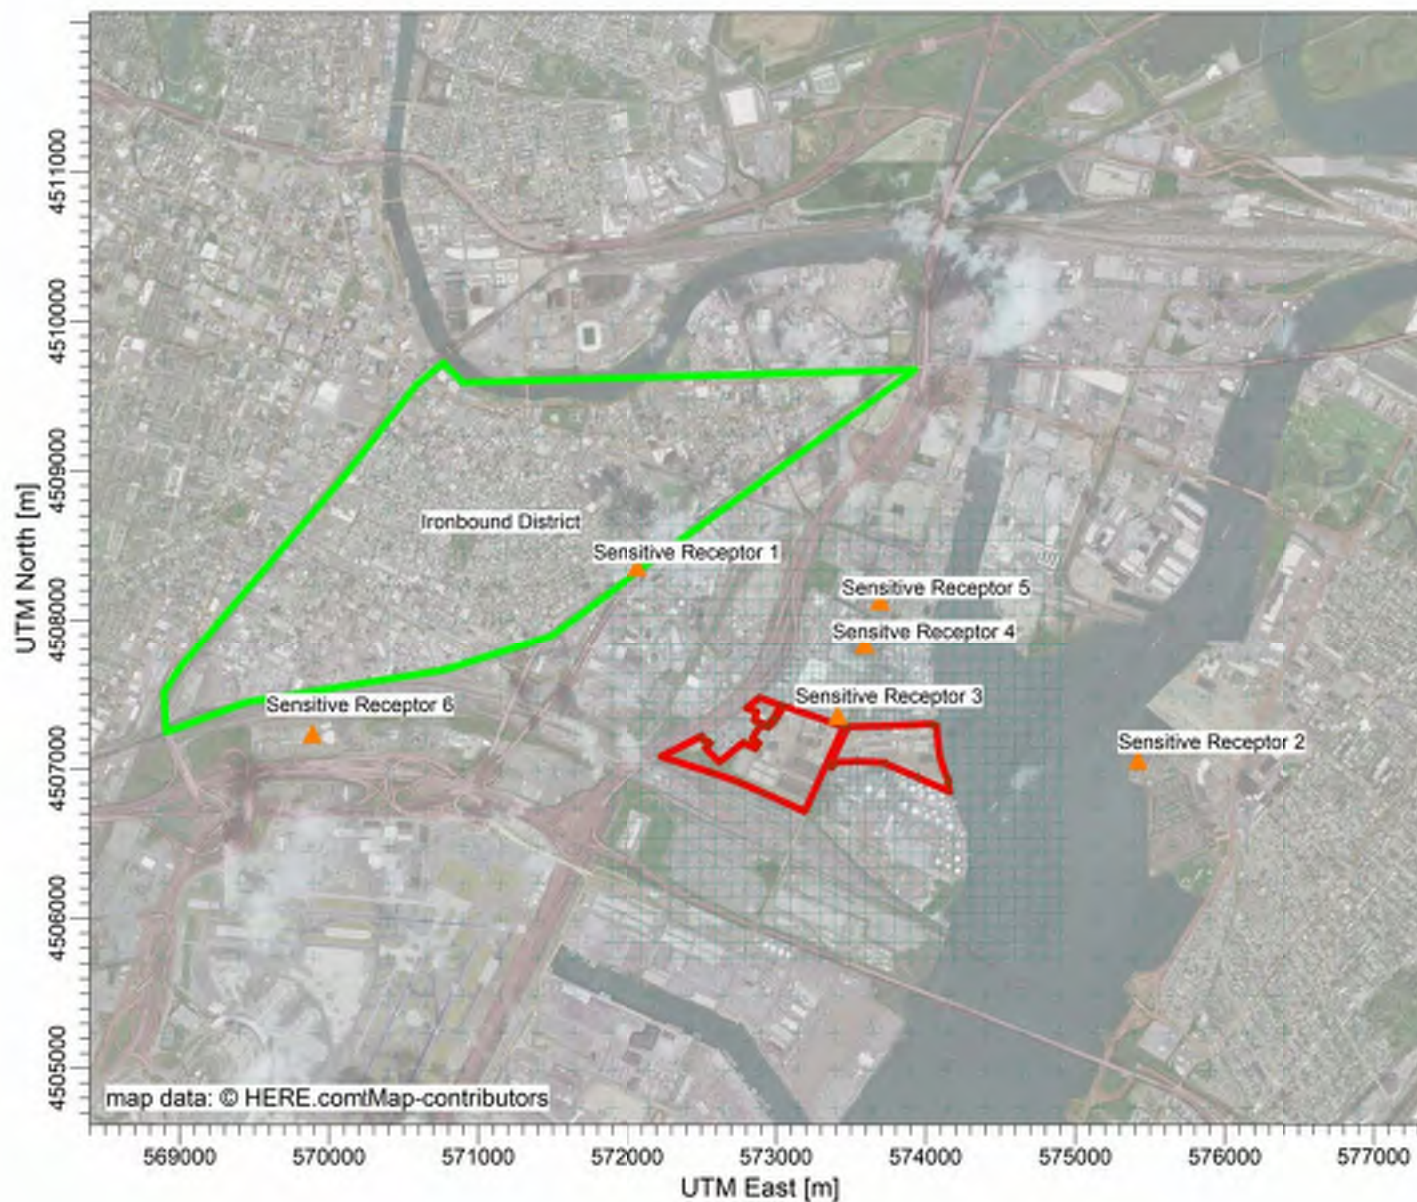 4511000
4510000
4509000
Ironbound District
Sensitive Receptor 1
Sensitive Receptor 5
4508000
Sensitve Receptor 4
UTM North [m]
Sensitive Receptor 3
Sensitive Receptor 6
Sensitive Receptor 2
4507000
4506000
4505000
map data: © HERE.comtMap-contributors
569000 570000 571000 572000 573000 574000 575000 576000 577000
UTM East [m]